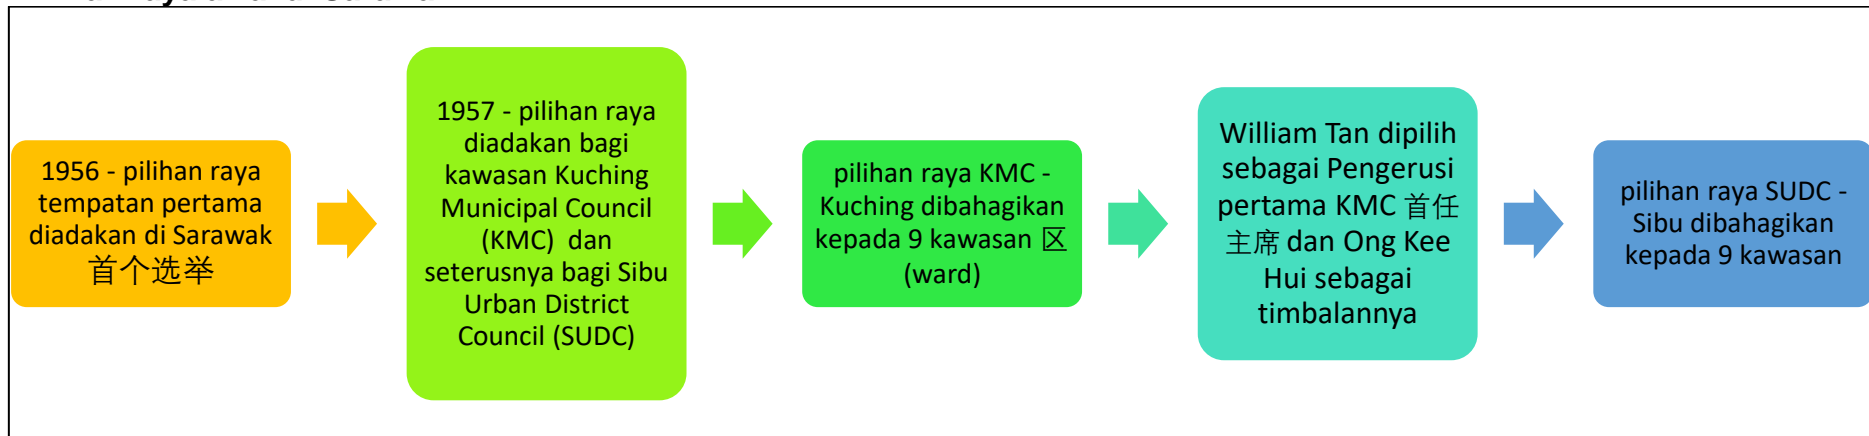 1956 - pilihan raya
tempatan pertama
diadakan di Sarawak
首个选举
1957 - pilihan raya
diadakan bagi
kawasan Kuching
Municipal Council
(KMC) dan
seterusnya bagi Sibu
Urban District
Council (SUDC)
pilihan raya KMC -
Kuching dibahagikan
kepada 9 kawasan 区
(ward)
William Tan dipilih
sebagai Pengerusi
pertama KMC 首任
主席 dan Ong Kee
Hui sebagai
timbalannya
pilihan raya SUDC -
Sibu dibahagikan
kepada 9 kawasan